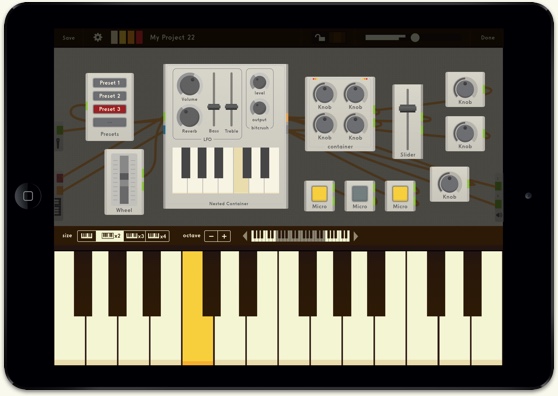 Save
My Project 22
Done
Preset 1
Preset 2
Preset 3
Presets
Wheel
Volume
Reverb
Bass
Treble
LFO
level
output
bitcrush
Nested Container
Knob
Knob
Knob
Knob
container
Slider
Micro
Micro
Micro
Knob
Knob
Knob
size
x2
x3
x4
octave
- +